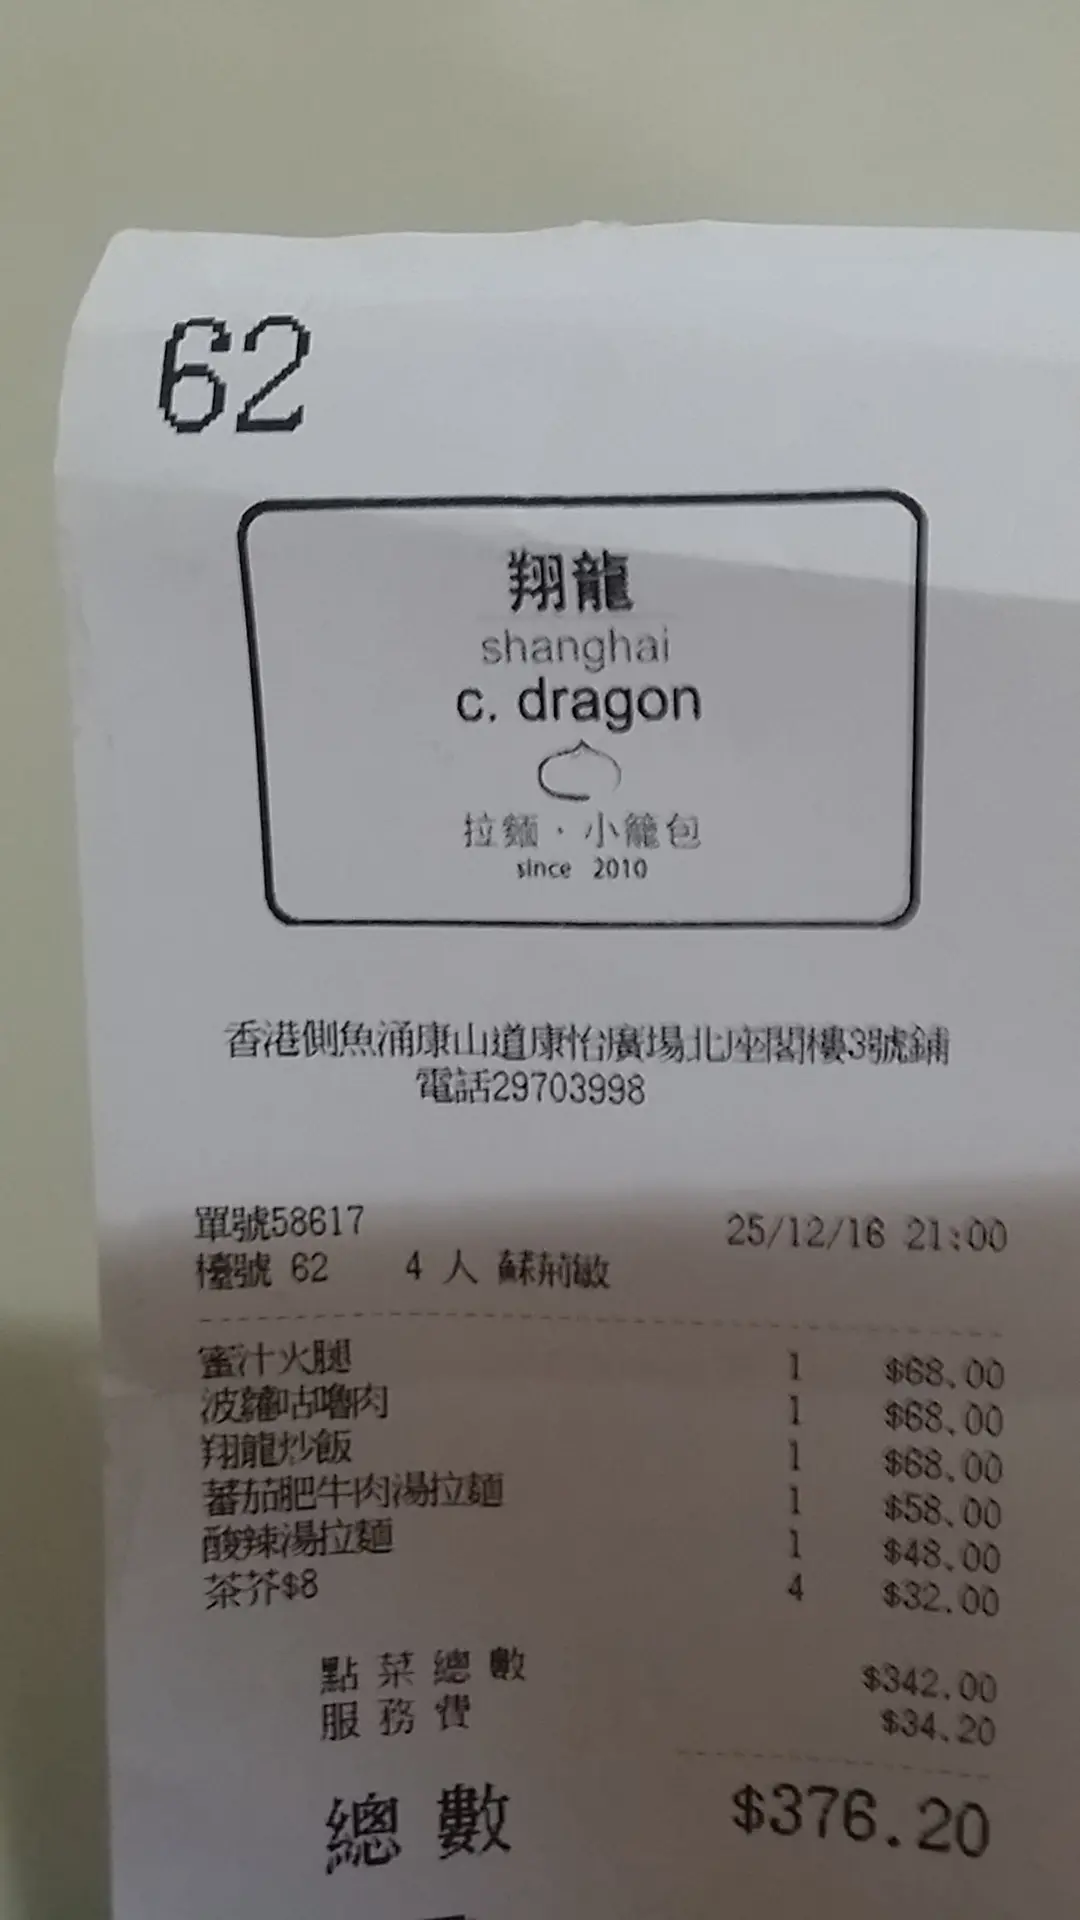 62
翔龍
shanghai
c. dragon
拉麵・小籠包
since 2010
香港側魚涌康山道康怡廣場北座閣樓3號鋪
電話29703998
單號58617 25/12/16 21:00
檯號 62 4 人 蘇莉敏
蜜汁火腿 1 $68.00
波蘿咕嚕肉 1 $68.00
翔龍炒飯 1 $68.00
蕃茄肥牛肉湯拉麵 1 $58.00
酸辣湯拉麵 1 $48.00
茶芥$8 4 $32.00
點菜總數 $342.00
服務費 $34.20
總數 $376.20